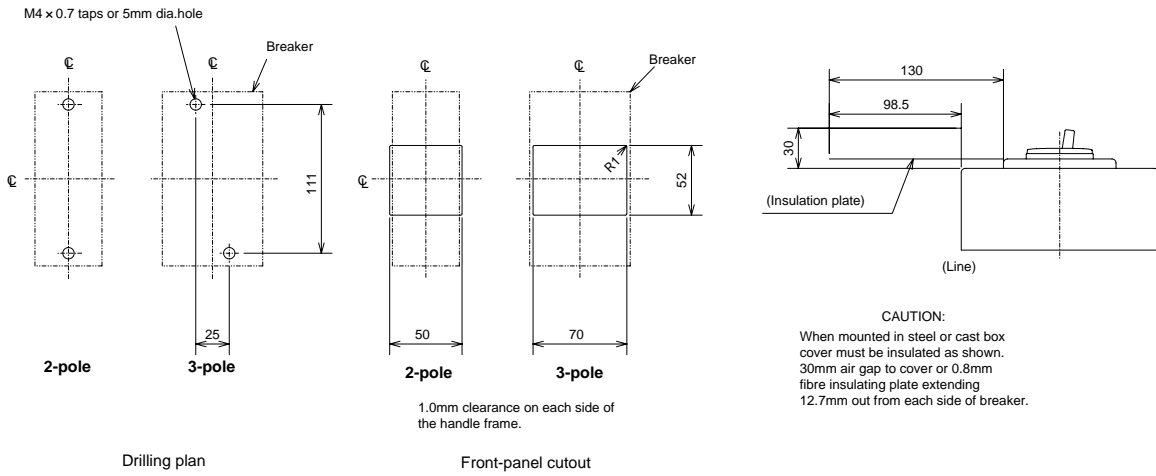 M4 × 0.7 taps or 5mm dia.hole
Breaker
℄
℄
℄
111
25
2-pole
3-pole
Drilling plan
Breaker
℄
℄
℄
R1
52
50
70
2-pole
3-pole
1.0mm clearance on each side of
the handle frame.
Front-panel cutout
130
98.5
30
(Insulation plate)
(Line)
CAUTION:
When mounted in steel or cast box
cover must be insulated as shown.
30mm air gap to cover or 0.8mm
fibre insulating plate extending
12.7mm out from each side of breaker.